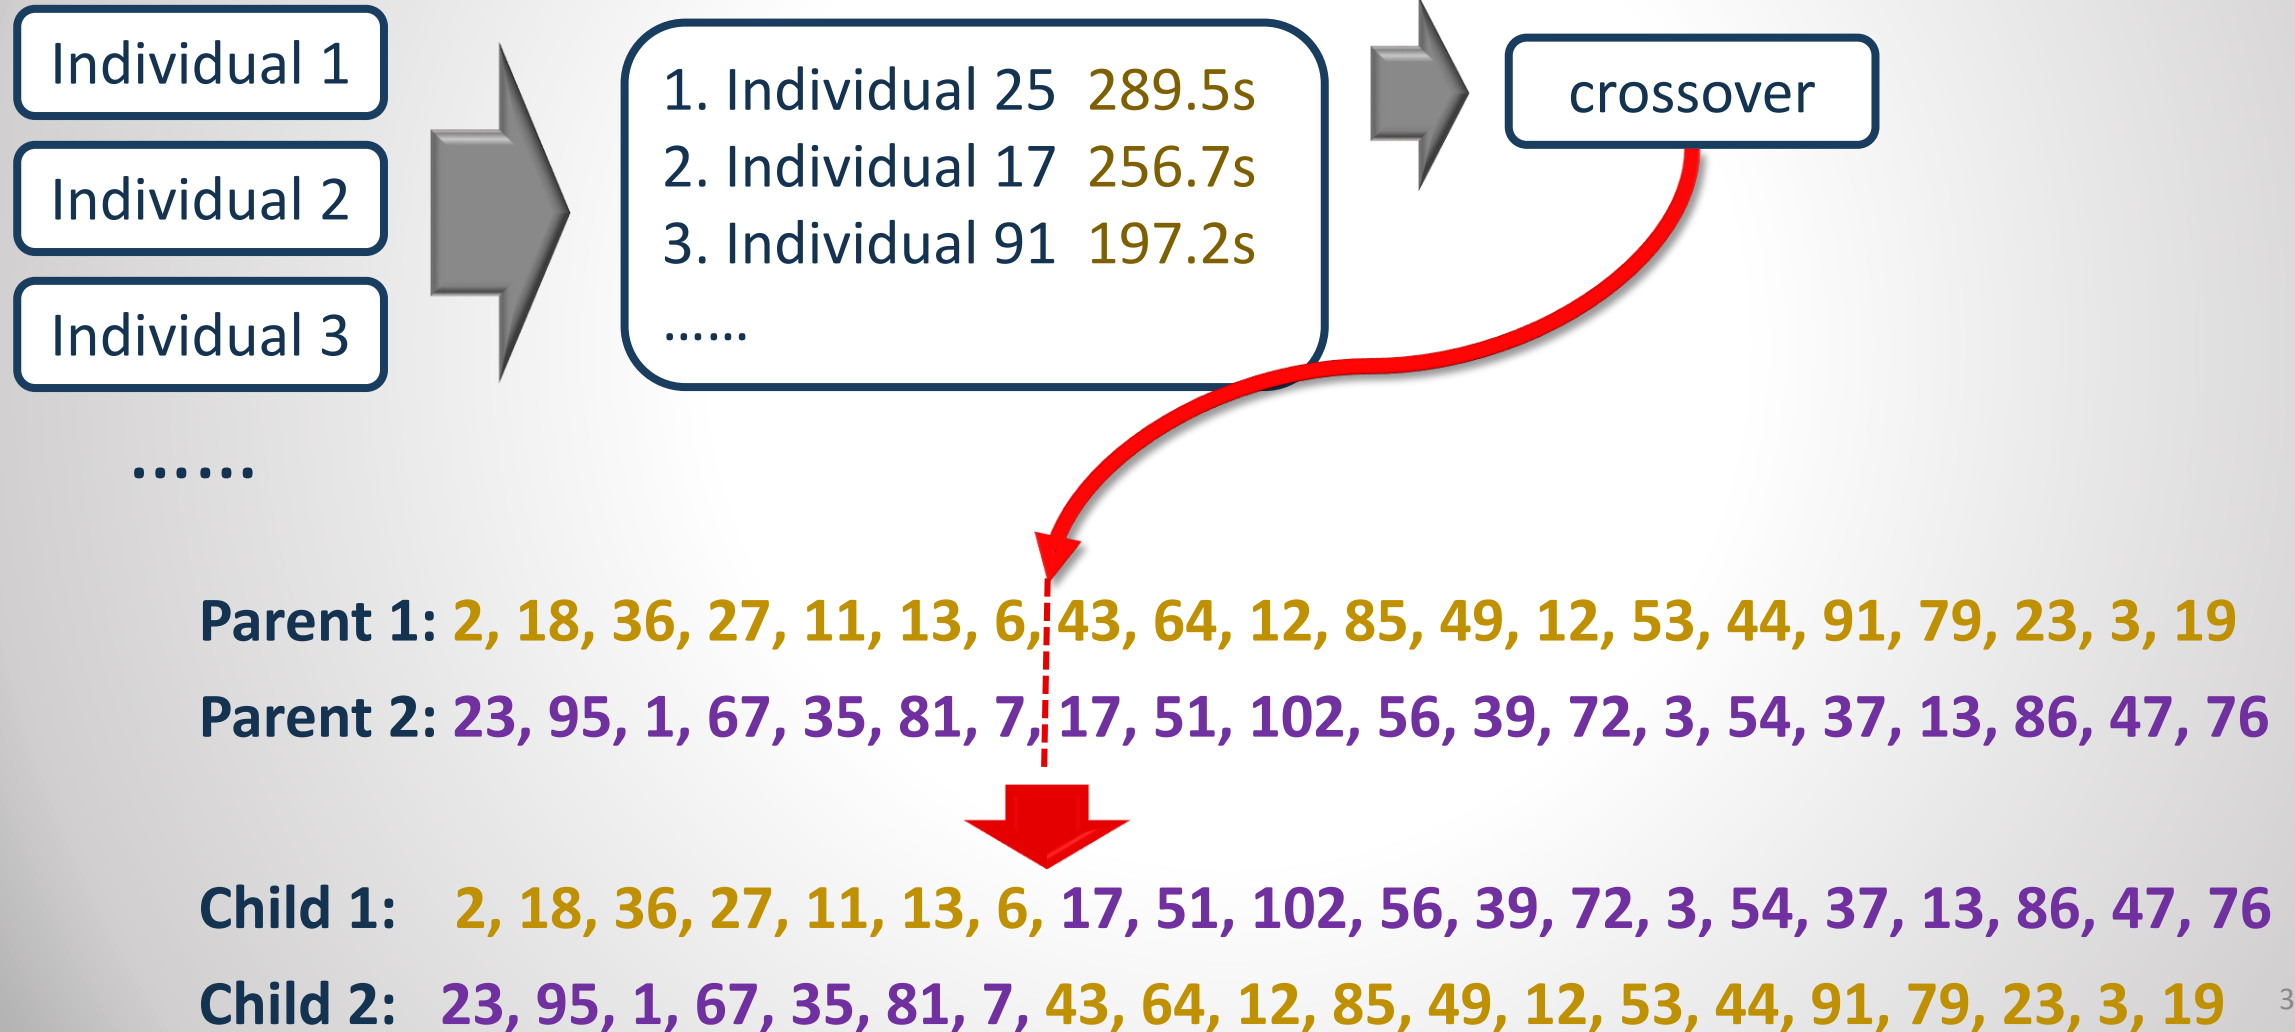 Individual 1
Individual 2
Individual 3
......
1. Individual 25 289.5s
2. Individual 17 256.7s
3. Individual 91 197.2s
......
crossover
Parent 1: 2, 18, 36, 27, 11, 13, 6, 43, 64, 12, 85, 49, 12, 53, 44, 91, 79, 23, 3, 19
Parent 2: 23, 95, 1, 67, 35, 81, 7, 17, 51, 102, 56, 39, 72, 3, 54, 37, 13, 86, 47, 76
Child 1: 2, 18, 36, 27, 11, 13, 6, 17, 51, 102, 56, 39, 72, 3, 54, 37, 13, 86, 47, 76
Child 2: 23, 95, 1, 67, 35, 81, 7, 43, 64, 12, 85, 49, 12, 53, 44, 91, 79, 23, 3, 19